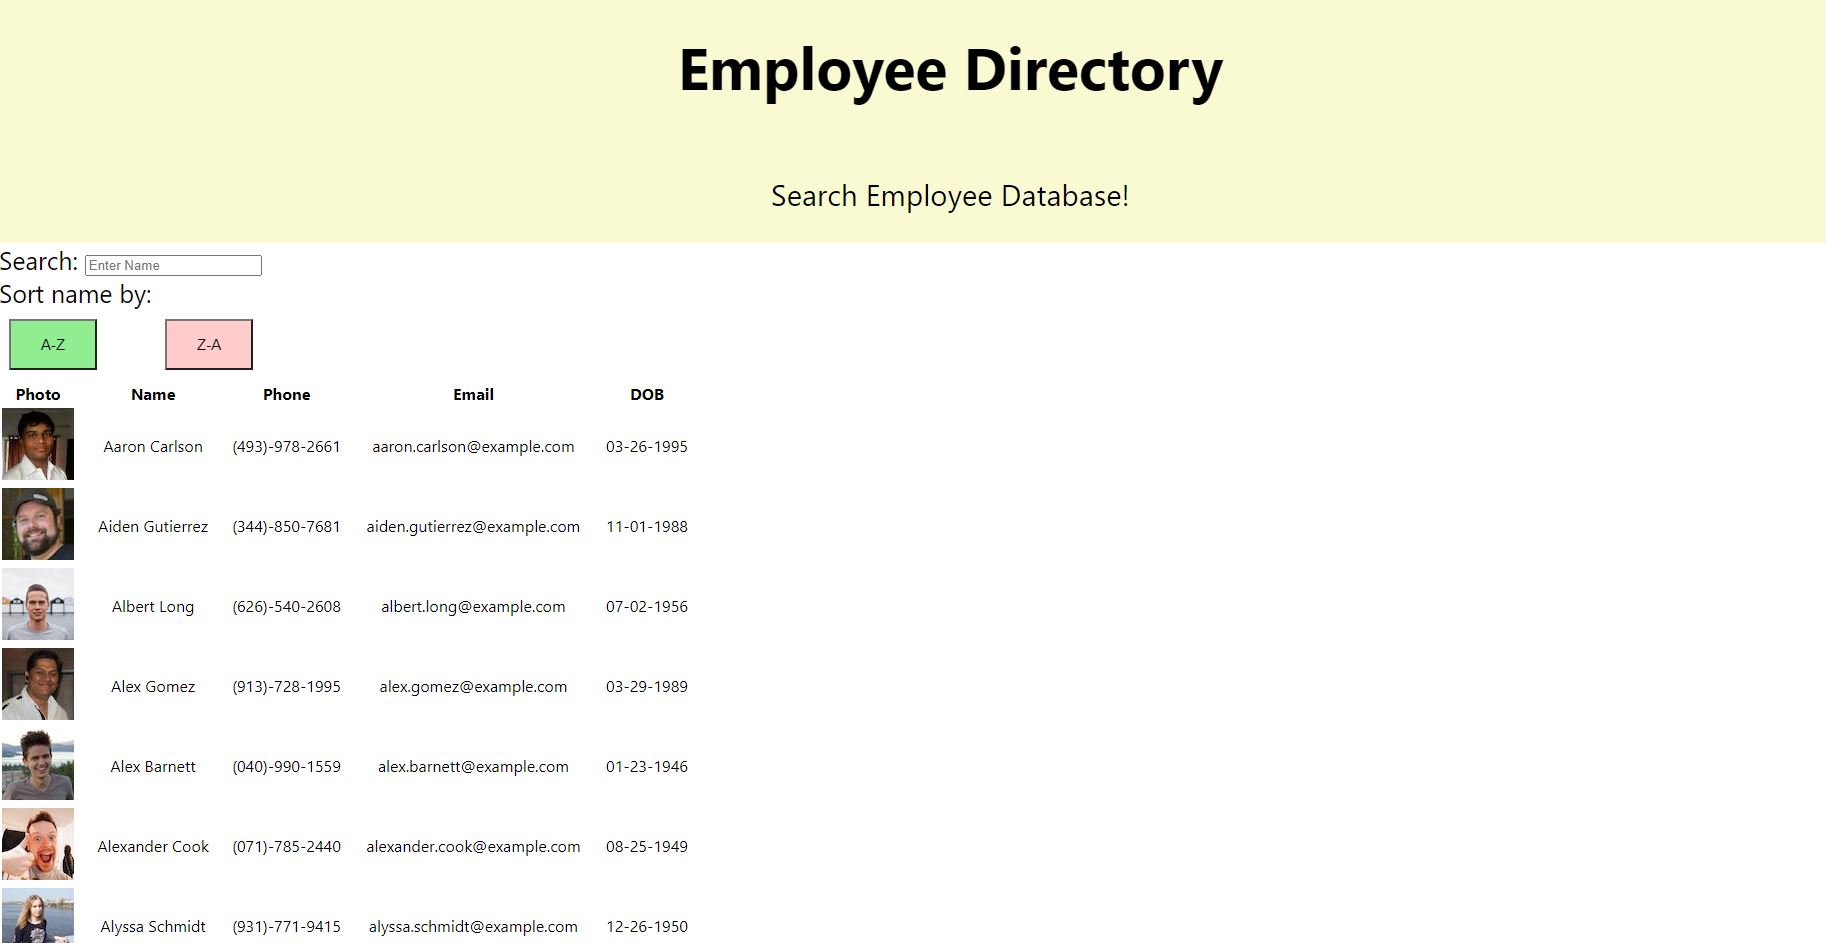 Employee Directory
Search Employee Database!
Search: Enter Name
Sort name by:
A-Z Z-A
Photo Name Phone Email DOB
Aaron Carlson (493)-978-2661 aaron.carlson@example.com 03-26-1995
Aiden Gutierrez (344)-850-7681 aiden.gutierrez@example.com 11-01-1988
Albert Long (626)-540-2608 albert.long@example.com 07-02-1956
Alex Gomez (913)-728-1995 alex.gomez@example.com 03-29-1989
Alex Barnett (040)-990-1559 alex.barnett@example.com 01-23-1946
Alexander Cook (071)-785-2440 alexander.cook@example.com 08-25-1949
Alyssa Schmidt (931)-771-9415 alyssa.schmidt@example.com 12-26-1950